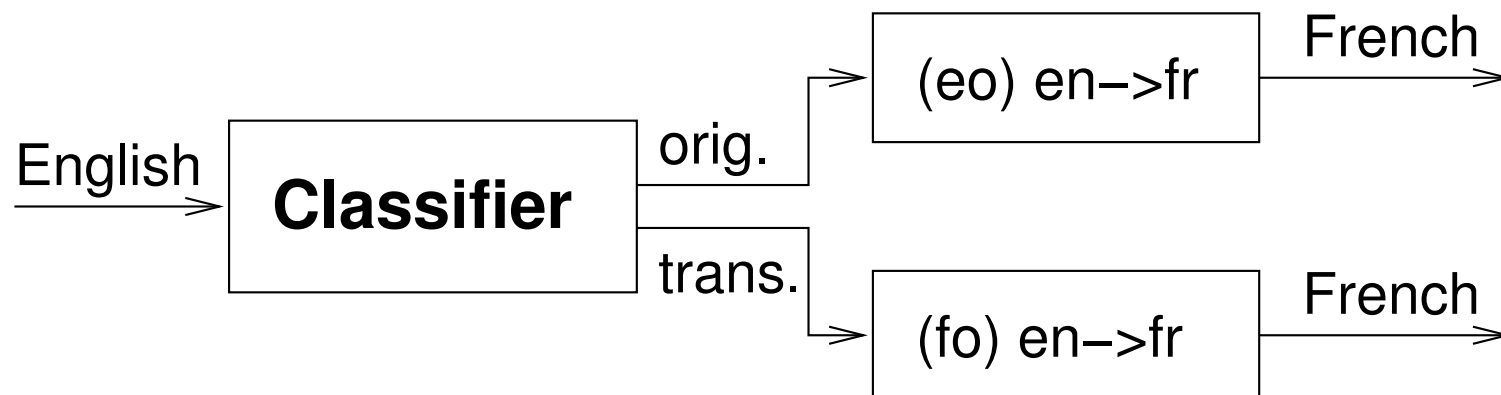 English
Classifier
orig.
trans.
(eo) en−>fr
French
(fo) en−>fr
French